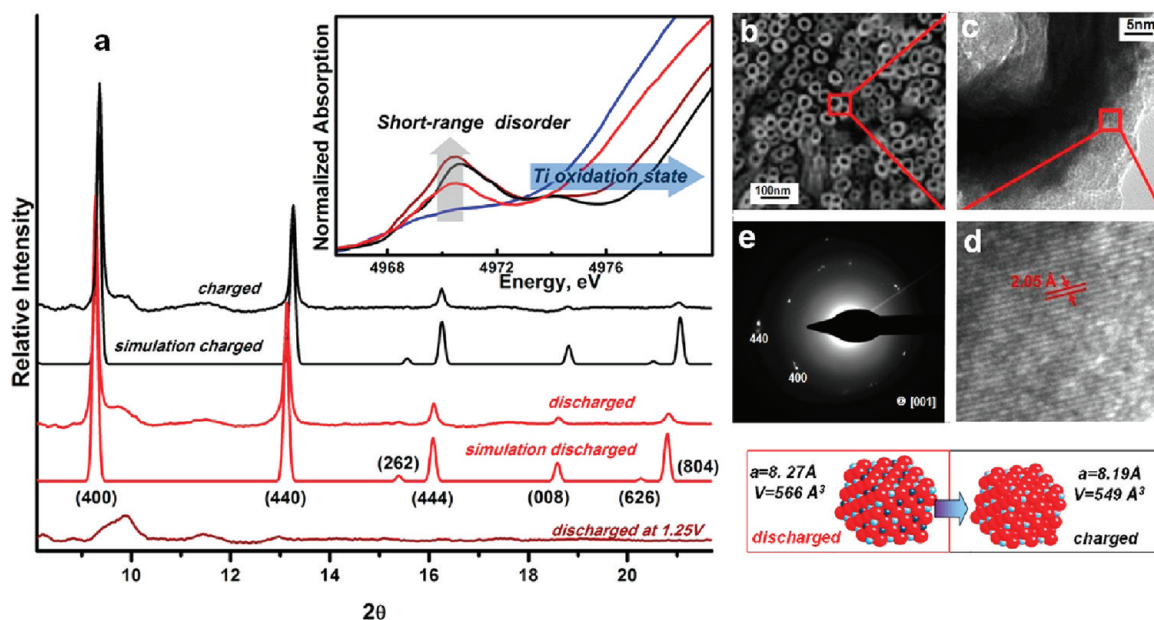 a
Relative Intensity
charged
simulation charged
discharged
simulation discharged
(400)
(440)
(262)
(444)
(008)
(626)
(804)
discharged at 1.25V
10
12
14
16
18
20
2θ
Normalized Absorption
Short-range disorder
Ti oxidation state
4968
4972
4976
Energy, eV
b
100nm
c
5nm
e
440
400
[001]
d
2.05 Å
a=8.27Å
V=566 Å³
discharged
a=8.19Å
V=549 Å³
charged